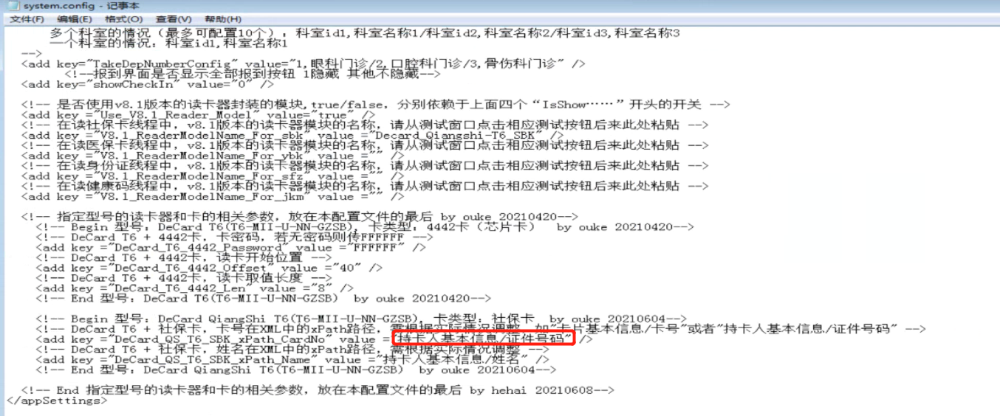 system.config - 记事本
文件(F) 编辑(E) 格式(O) 查看(V) 帮助(H)
多个科室的情况（最多可配置10个）：科室id1,科室名称1/科室id2,科室名称2/科室id3,科室名称3
一个科室的情况：科室id1,科室名称1
-->
<add key="TakeDepNumberConfig" value="1,眼科门诊/2,口腔科门诊/3,骨伤科门诊" />
<!--报到界面是否显示全部报到按钮 1隐藏 其他不隐藏-->
<add key="showCheckIn" value="0" />
<!-- 是否使用v8.1版本的读卡器封装的模块,true/false，分别依赖于上面四个“IsShow……”开头的开关 -->
<add key ="Use_V8.1_Reader_Model" value="true" />
<!-- 在读社保卡线程中，v8.1版本的读卡器模块的名称，请从测试窗口点击相应测试按钮后来此处粘贴 -->
<add key ="V8.1_ReaderModelName_For_sbk" value ="Decard_Qiangshi-T6_SBK" />
<!-- 在读医保卡线程中，v8.1版本的读卡器模块的名称，请从测试窗口点击相应测试按钮后来此处粘贴 -->
<add key ="V8.1_ReaderModelName_For_ybk" value ="" />
<!-- 在读身份证线程中，v8.1版本的读卡器模块的名称，请从测试窗口点击相应测试按钮后来此处粘贴 -->
<add key ="V8.1_ReaderModelName_For_sfz" value ="" />
<!-- 在读健康码线程中，v8.1版本的读卡器模块的名称，请从测试窗口点击相应测试按钮后来此处粘贴 -->
<add key ="V8.1_ReaderModelName_For_jkm" value ="" />
<!-- 指定型号的读卡器和卡的相关参数，放在本配置文件的最后 by ouke 20210420-->
<!-- Begin 型号：DeCard T6(T6-MII-U-NN-GZSB)，卡类型：4442卡（芯片卡） by ouke 20210420-->
<!-- DeCard T6 + 4442卡，卡密码，若无密码则传FFFFFF -->
<add key ="DeCard_T6_4442_Password" value ="FFFFFF" />
<!-- DeCard T6 + 4442卡，读卡开始位置 -->
<add key ="DeCard_T6_4442_Offset" value ="40" />
<!-- DeCard T6 + 4442卡，读卡取值长度 -->
<add key ="DeCard_T6_4442_Len" value ="8" />
<!-- End 型号：DeCard T6(T6-MII-U-NN-GZSB) by ouke 20210420-->
<!-- Begin 型号：DeCard QiangShi T6(T6-MII-U-NN-GZSB)，卡类型：社保卡 by ouke 20210604-->
<!-- DeCard T6 + 社保卡，卡号在XML中的xPath路径，需根据实际情况调整，如"卡片基本信息/卡号"或者"持卡人基本信息/证件号码" -->
<add key ="DeCard_QS_T6_SBK_xPath_CardNo" value ="持卡人基本信息/证件号码" />
<!-- DeCard T6 + 社保卡，姓名在XML中的xPath路径，需根据实际情况调整 -->
<add key ="DeCard_QS_T6_SBK_xPath_Name" value ="持卡人基本信息/姓名" />
<!-- End 型号：DeCard QiangShi T6(T6-MII-U-NN-GZSB) by ouke 20210604-->
<!-- End 指定型号的读卡器和卡的相关参数，放在本配置文件的最后 by hehai 20210608-->
</appSettings>